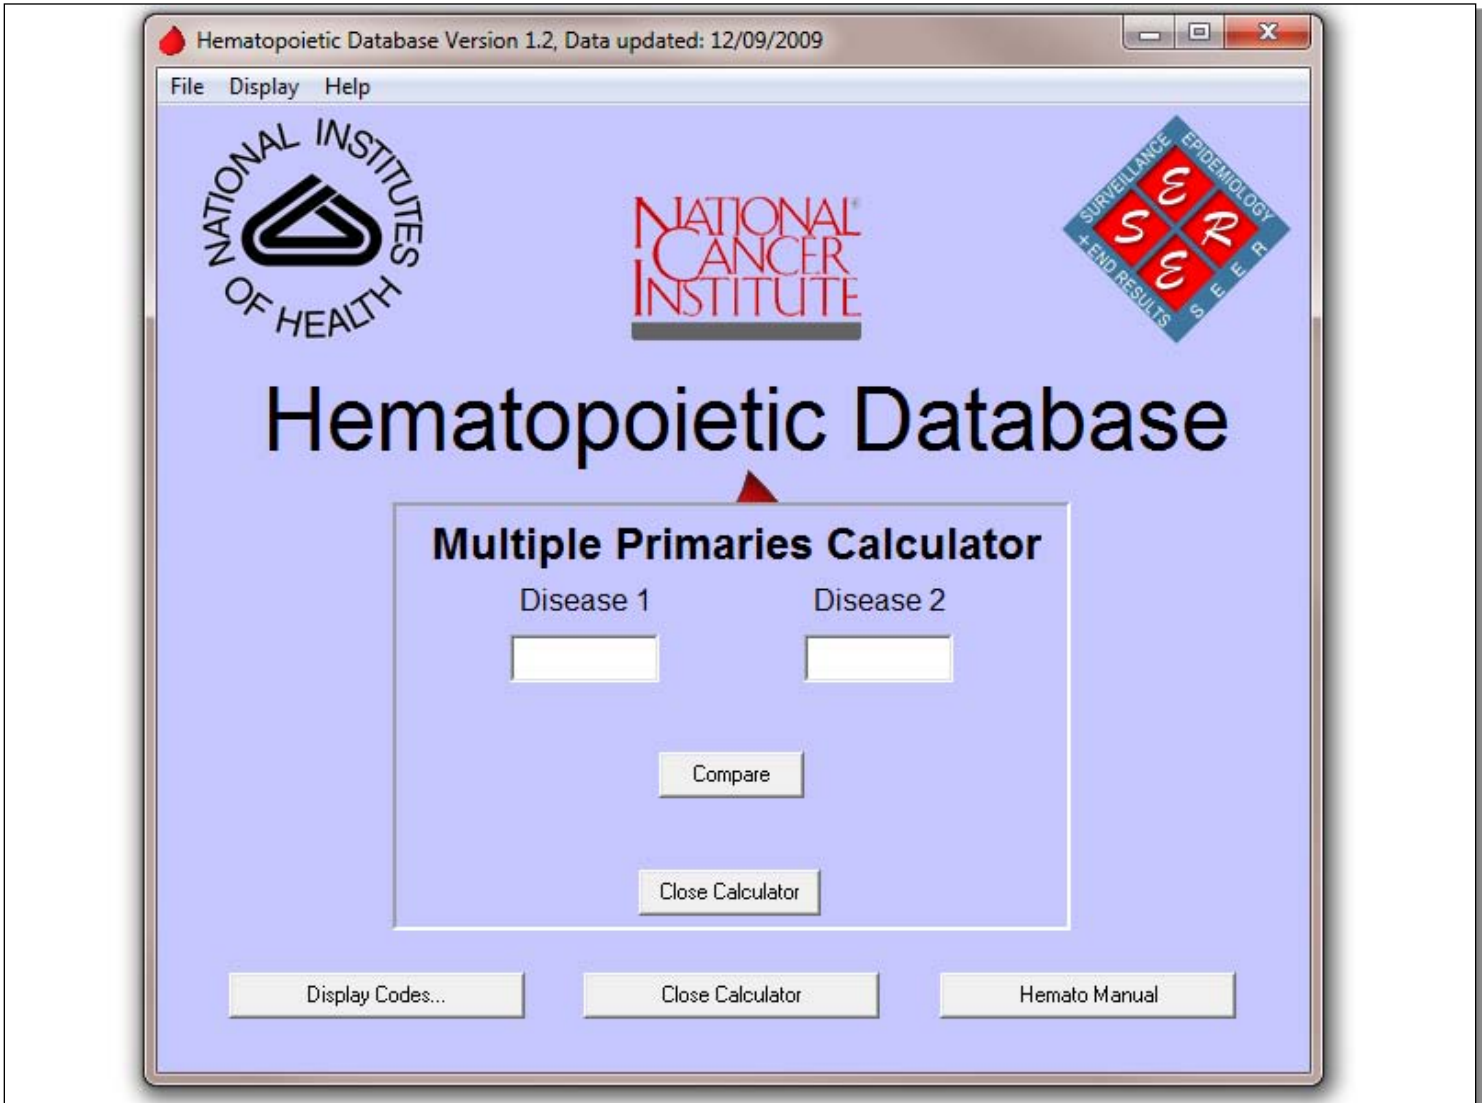 Hematopoietic Database Version 1.2, Data updated: 12/09/2009
File Display Help
NATIONAL INSTITUTES OF HEALTH
NATIONAL
CANCER
INSTITUTE
SURVEILLANCE EPIDEMIOLOGY
+ END RESULTS SEER
S E R E
Hematopoietic Database
Multiple Primaries Calculator
Disease 1 Disease 2
Compare
Close Calculator
Display Codes... Close Calculator Hemato Manual